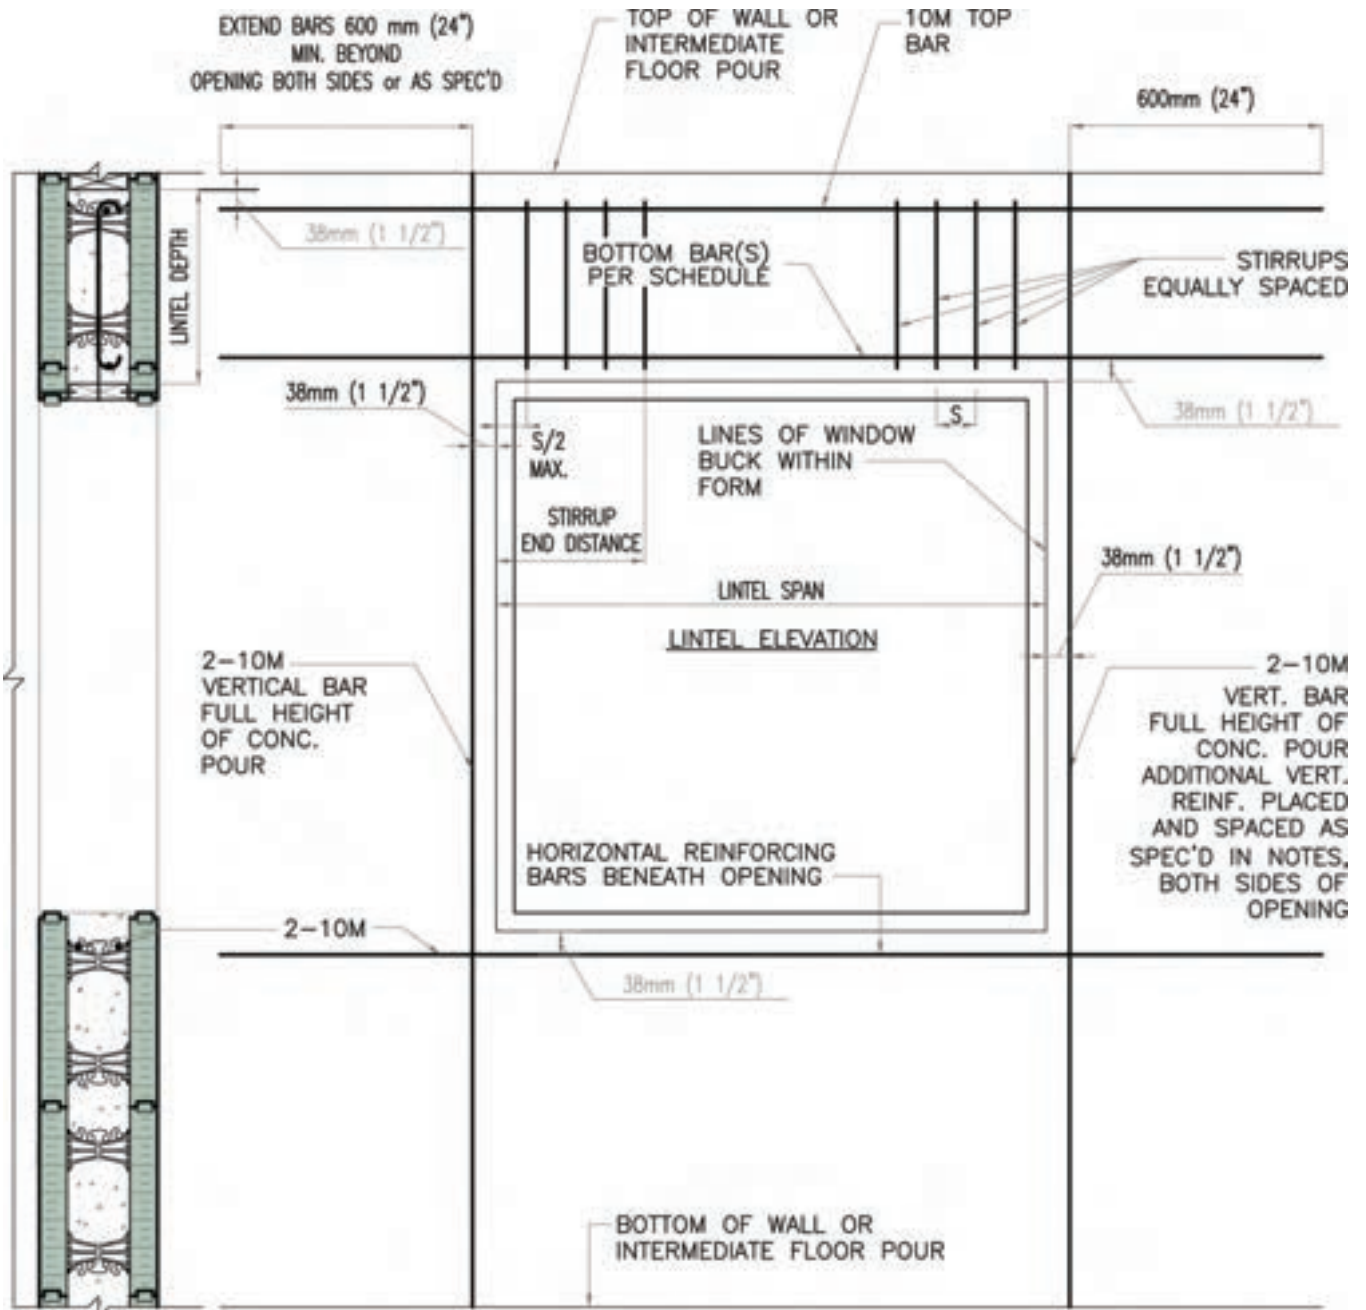 EXTEND BARS 600 mm (24")
MIN. BEYOND
OPENING BOTH SIDES or AS SPEC'D
TOP OF WALL OR
INTERMEDIATE
FLOOR POUR
10M TOP
BAR
600mm (24")
38mm (1 1/2")
LINTEL DEPTH
BOTTOM BAR(S)
PER SCHEDULE
STIRRUPS
EQUALLY SPACED
38mm (1 1/2")
S/2
MAX.
S
38mm (1 1/2")
LINES OF WINDOW
BUCK WITHIN
FORM
STIRRUP
END DISTANCE
38mm (1 1/2")
LINTEL SPAN
LINTEL ELEVATION
2-10M
VERTICAL BAR
FULL HEIGHT
OF CONC.
POUR
2-10M
VERT. BAR
FULL HEIGHT OF
CONC. POUR
ADDITIONAL VERT.
REINF. PLACED
AND SPACED AS
SPEC'D IN NOTES,
BOTH SIDES OF
OPENING
HORIZONTAL REINFORCING
BARS BENEATH OPENING
2-10M
38mm (1 1/2")
BOTTOM OF WALL OR
INTERMEDIATE FLOOR POUR